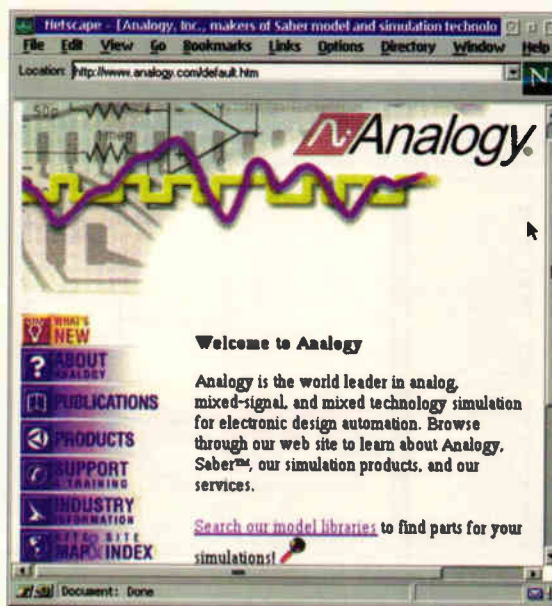 Netscape - [Analogy, Inc., makers of Saber model and simulation technolo
File Edit View Go Bookmarks Links Options Directory Window Help
Location: http://www.analogy.com/default.htm
N
50p
Analogy
WHAT'S
NEW
ABOUT
ANALOGY
PUBLICATIONS
PRODUCTS
SUPPORT
& TRAINING
INDUSTRY
INFORMATION
SITE SITE
MAP & INDEX
Welcome to Analogy
Analogy is the world leader in analog,
mixed-signal, and mixed technology simulation
for electronic design automation. Browse
through our web site to learn about Analogy,
Saber™, our simulation products, and our
services.
Search our model libraries to find parts for your
simulations!
Document: Done